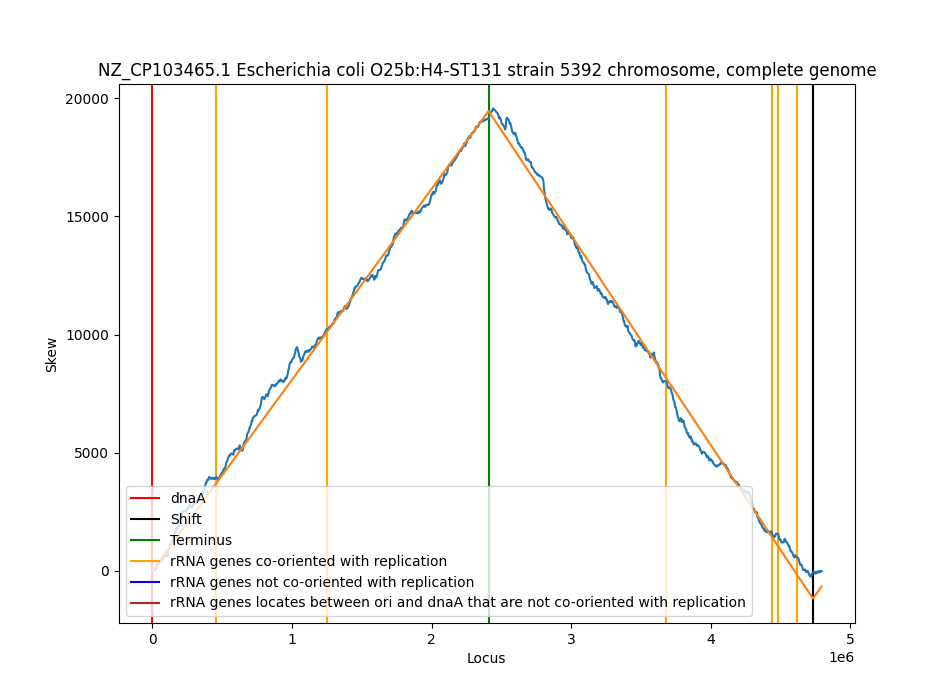 NZ_CP103465.1 Escherichia coli O25b:H4-ST131 strain 5392 chromosome, complete genome
20000
15000
10000
5000
0
Skew
dnaA
Shift
Terminus
rRNA genes co-oriented with replication
rRNA genes not co-oriented with replication
rRNA genes locates between ori and dnaA that are not co-oriented with replication
0 1 2 3 4 5
1e6
Locus